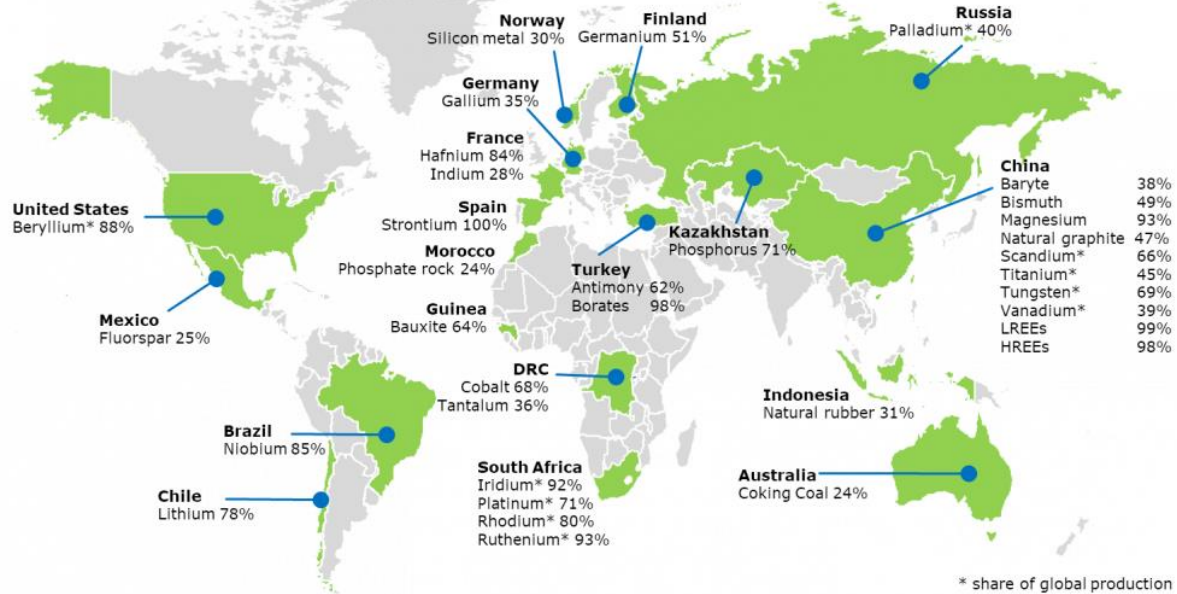 Norway
Silicon metal 30%
Finland
Germanium 51%
Russia
Palladium* 40%
Germany
Gallium 35%
France
Hafnium 84%
Indium 28%
Spain
Strontium 100%
Morocco
Phosphate rock 24%
United States
Beryllium* 88%
Mexico
Fluorspar 25%
Guinea
Bauxite 64%
Turkey
Antimony 62%
Borates 98%
Kazakhstan
Phosphorus 71%
China
Baryte 38%
Bismuth 49%
Magnesium 93%
Natural graphite 47%
Scandium* 66%
Titanium* 45%
Tungsten* 69%
Vanadium* 39%
LREEs 99%
HREEs 98%
DRC
Cobalt 68%
Tantalum 36%
Indonesia
Natural rubber 31%
Brazil
Niobium 85%
Chile
Lithium 78%
South Africa
Iridium* 92%
Platinum* 71%
Rhodium* 80%
Ruthenium* 93%
Australia
Coking Coal 24%
* share of global production